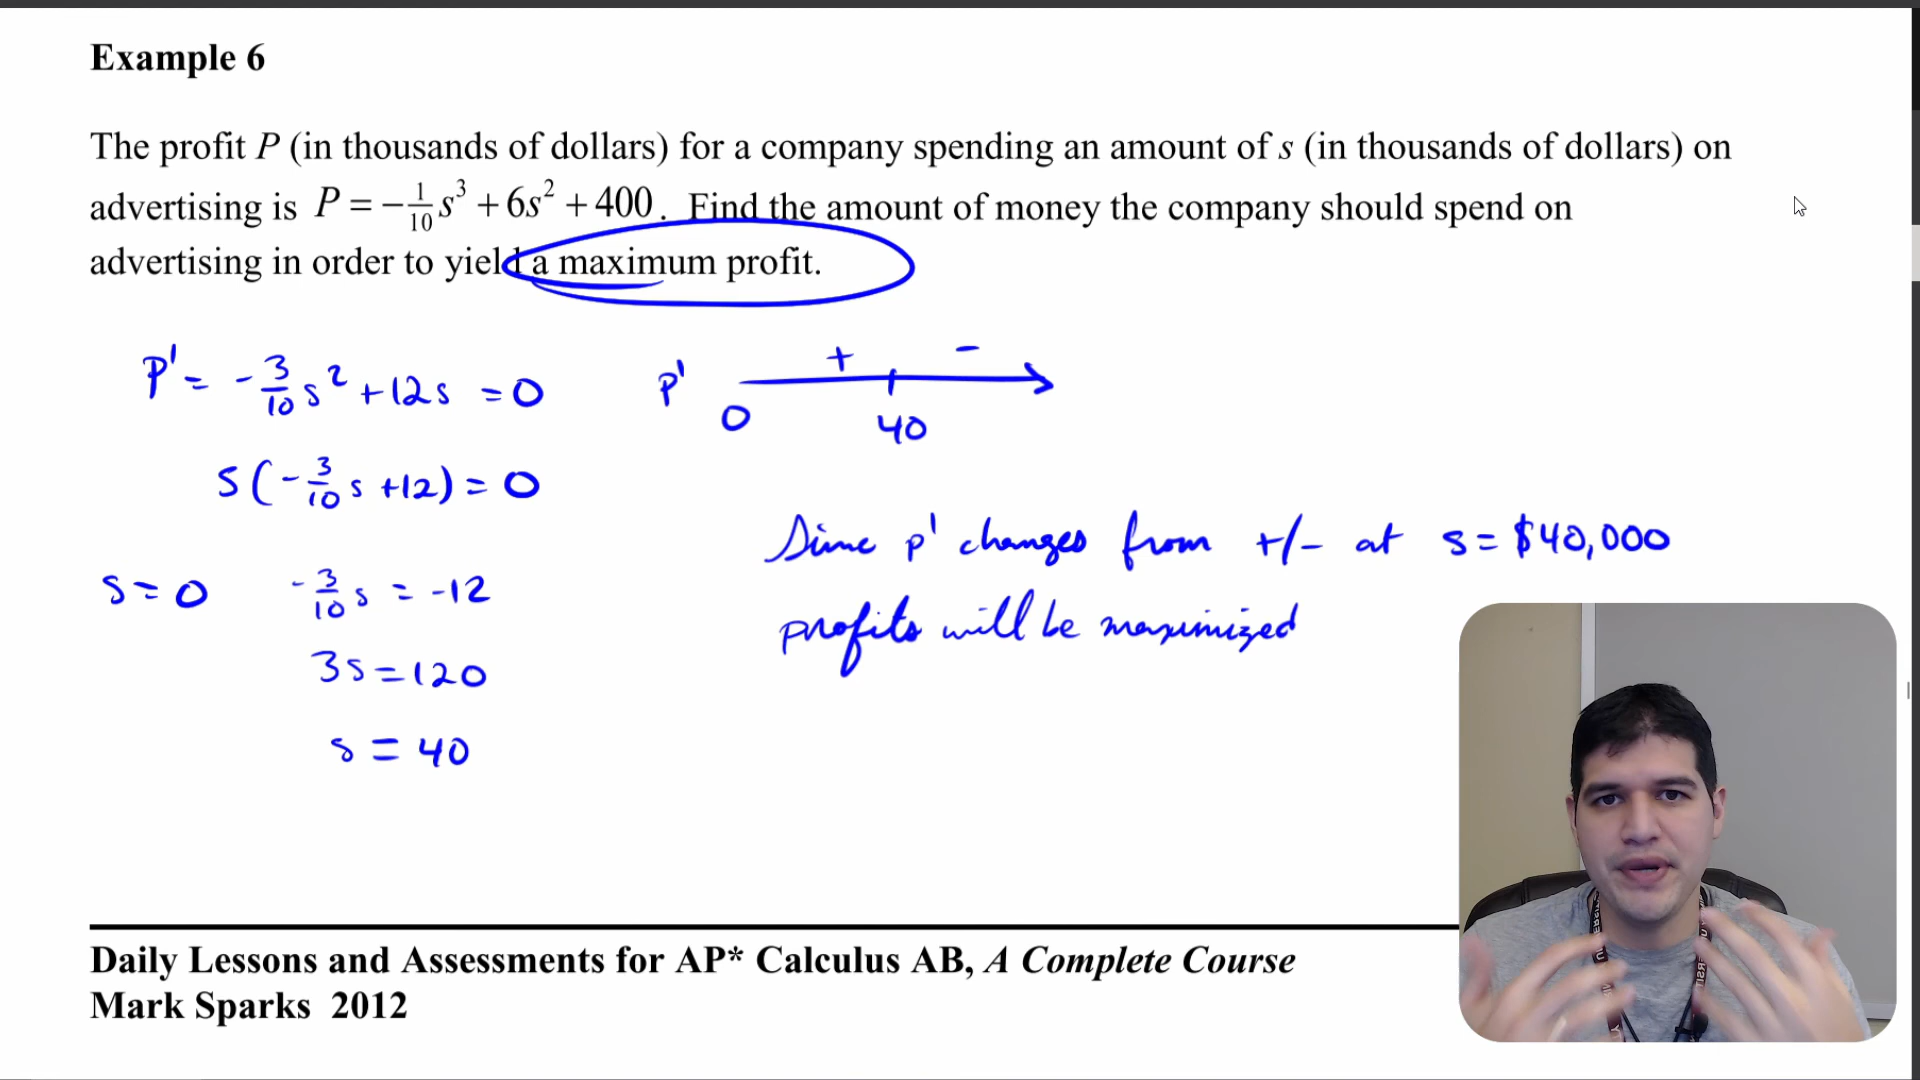 Example 6
The profit P (in thousands of dollars) for a company spending an amount of s (in thousands of dollars) on
advertising is P = −1/10 s³ + 6s² + 400. Find the amount of money the company should spend on
advertising in order to yield a maximum profit.
P' = -3/10 s² + 12s = 0
P' + -
0 40
s(-3/10 s + 12) = 0
Since p' changes from +/- at s = $40,000
s = 0 -3/10 s = -12
profits will be maximized
3s = 120
s = 40
Daily Lessons and Assessments for AP* Calculus AB, A Complete Course
Mark Sparks 2012